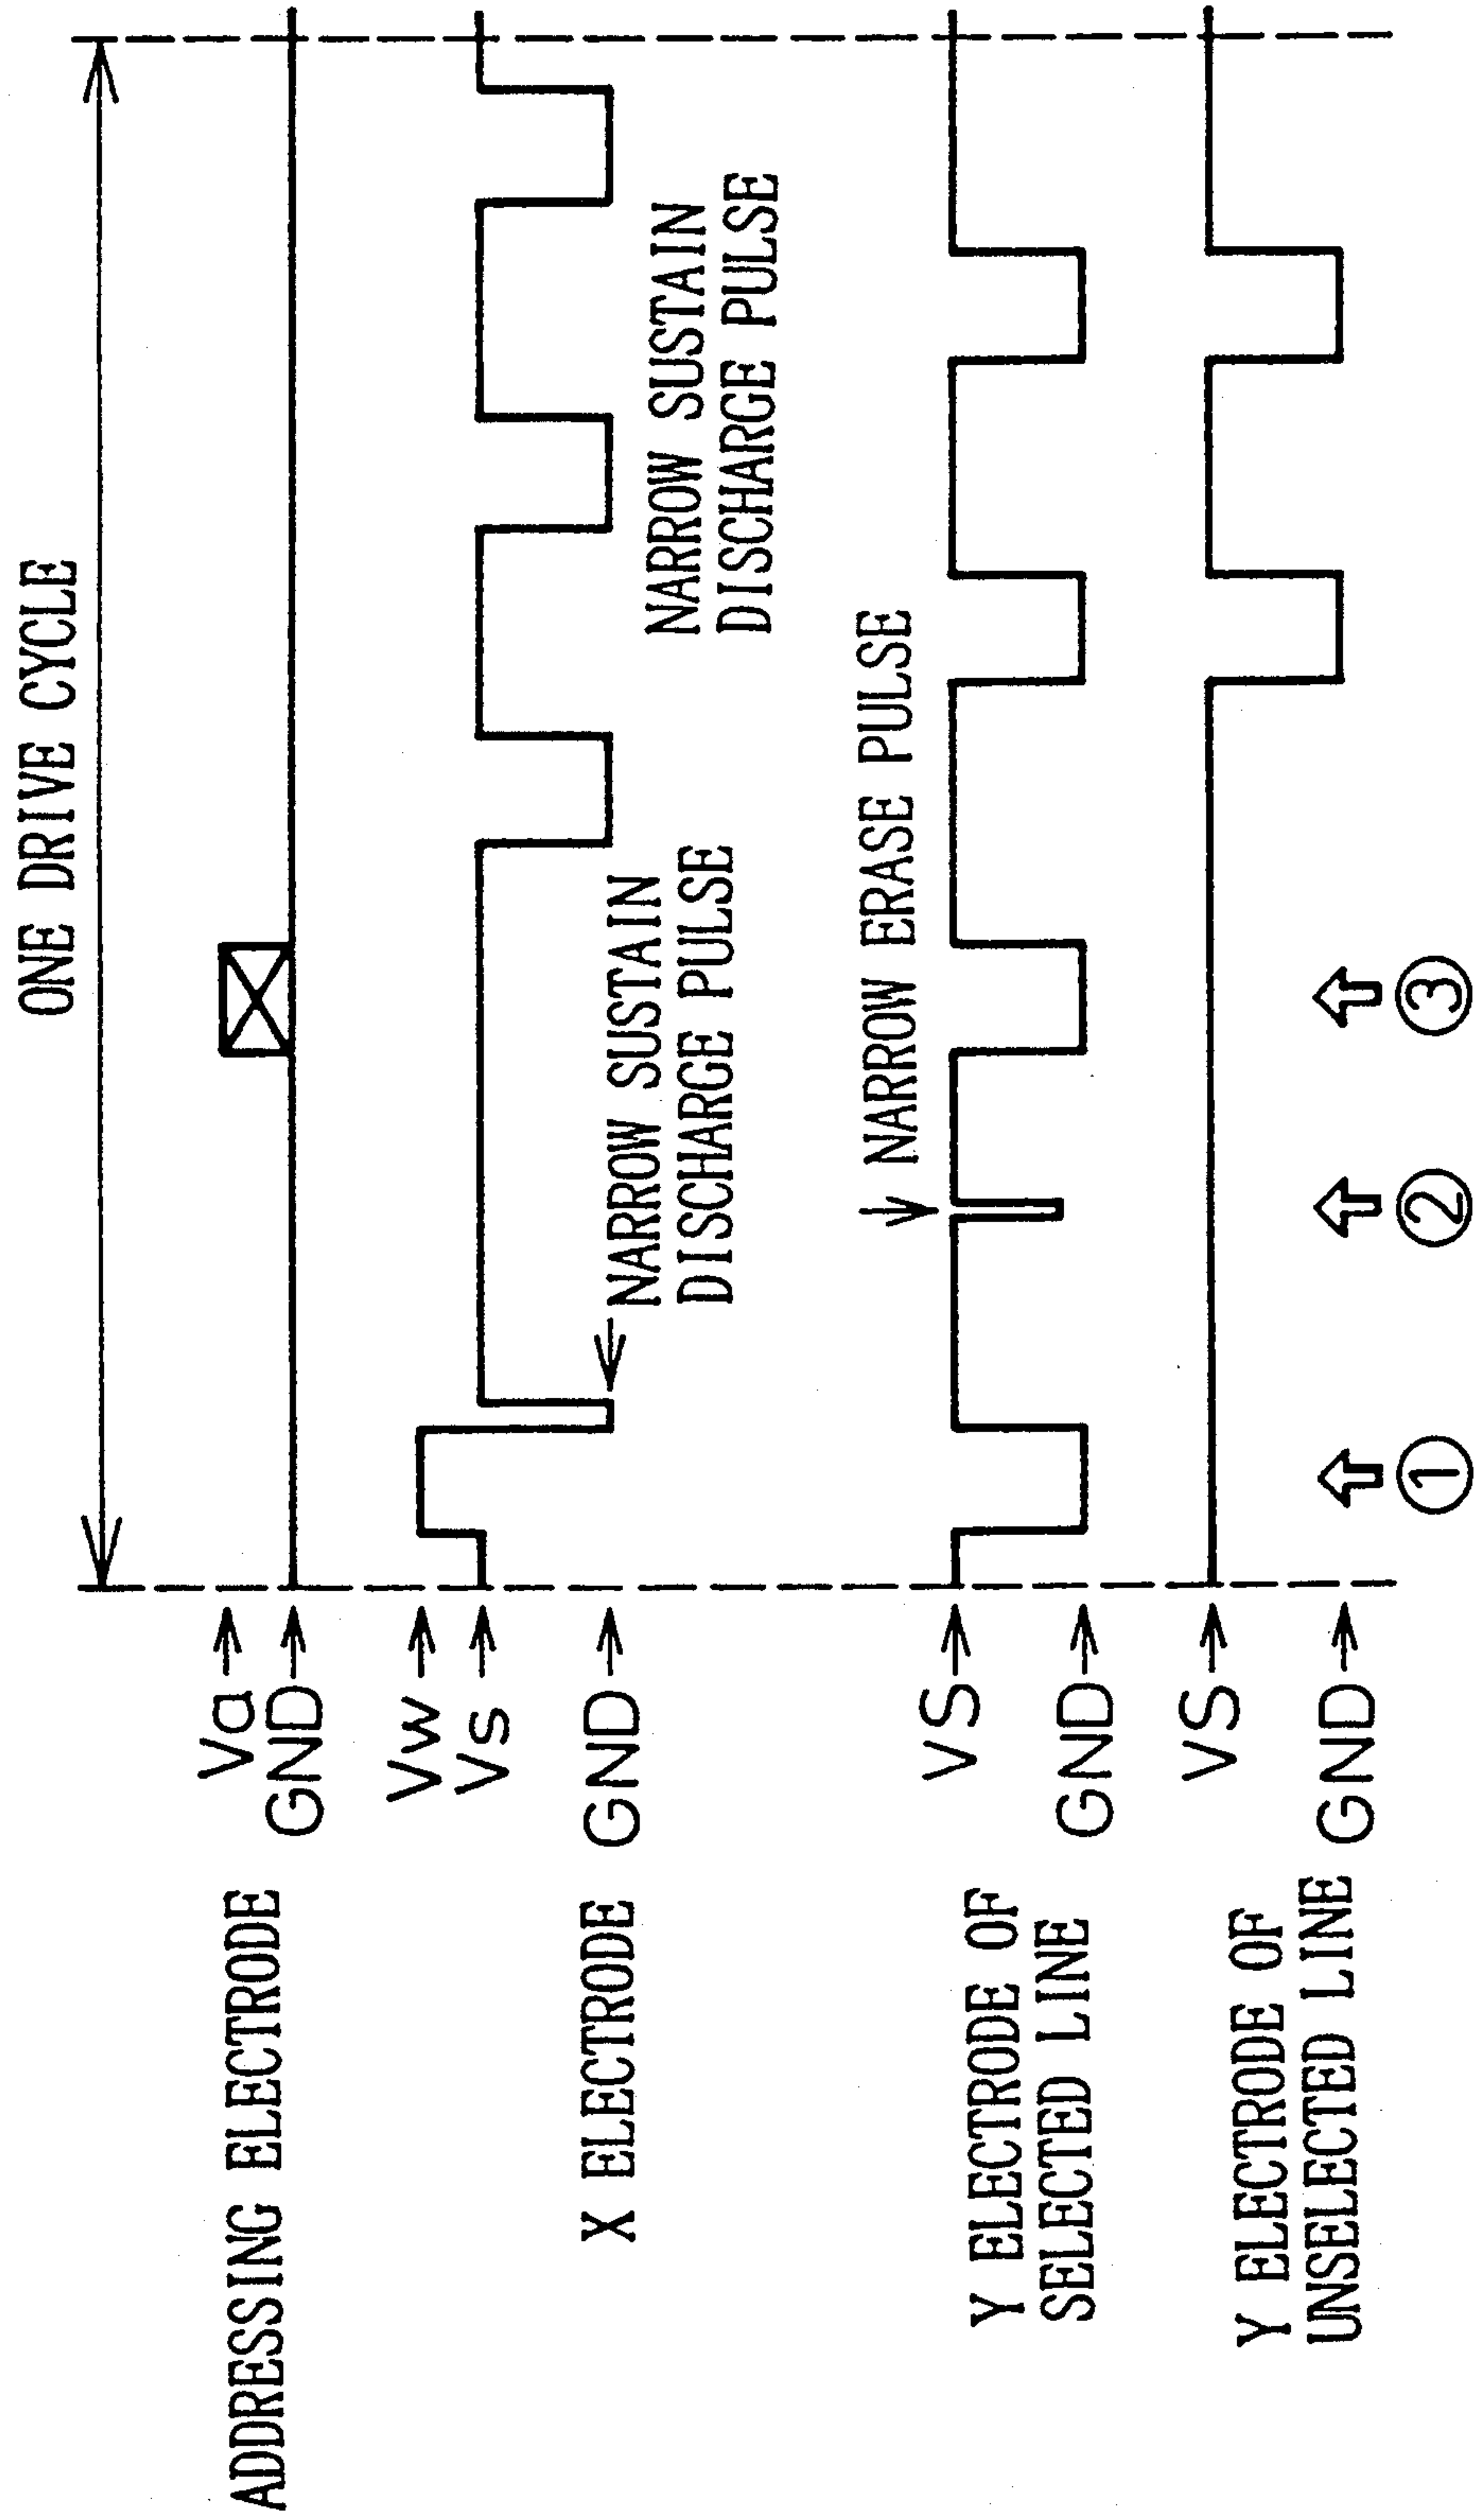 ONE DRIVE CYCLE
ADDRESSING ELECTRODE
Va
GND
X ELECTRODE
Vw
Vs
GND
NARROW SUSTAIN
DISCHARGE PULSE
NARROW SUSTAIN
DISCHARGE PULSE
Y ELECTRODE OF
SELECTED LINE
VS
GND
NARROW ERASE PULSE
Y ELECTRODE OF
UNSELECTED LINE
VS
GND
① ② ③